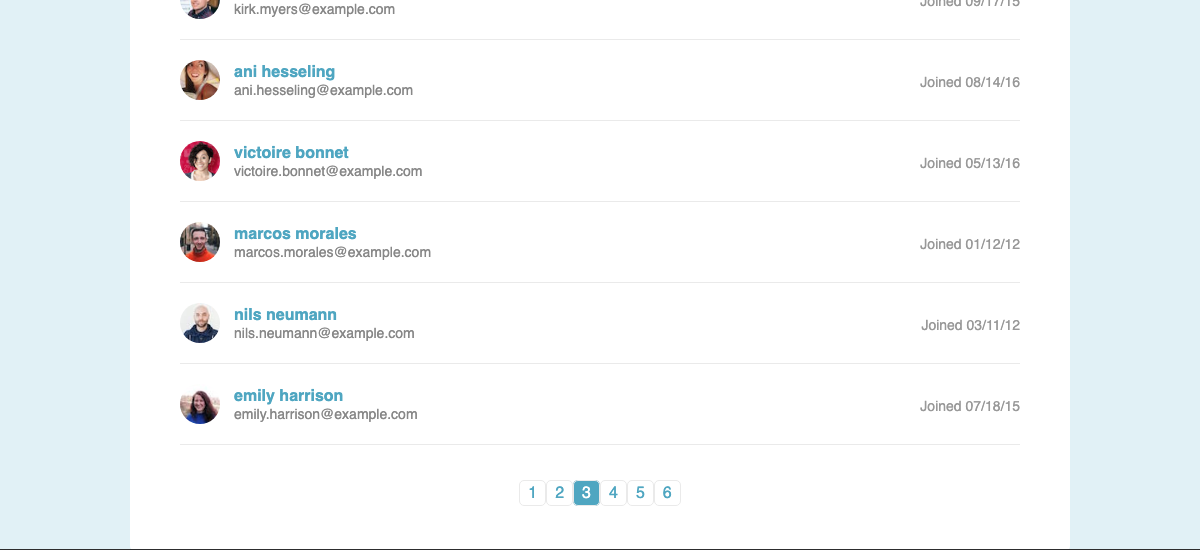 kirk.myers@example.com
Joined 09/17/15
ani hesseling
ani.hesseling@example.com
Joined 08/14/16
victoire bonnet
victoire.bonnet@example.com
Joined 05/13/16
marcos morales
marcos.morales@example.com
Joined 01/12/12
nils neumann
nils.neumann@example.com
Joined 03/11/12
emily harrison
emily.harrison@example.com
Joined 07/18/15
1 2 3 4 5 6